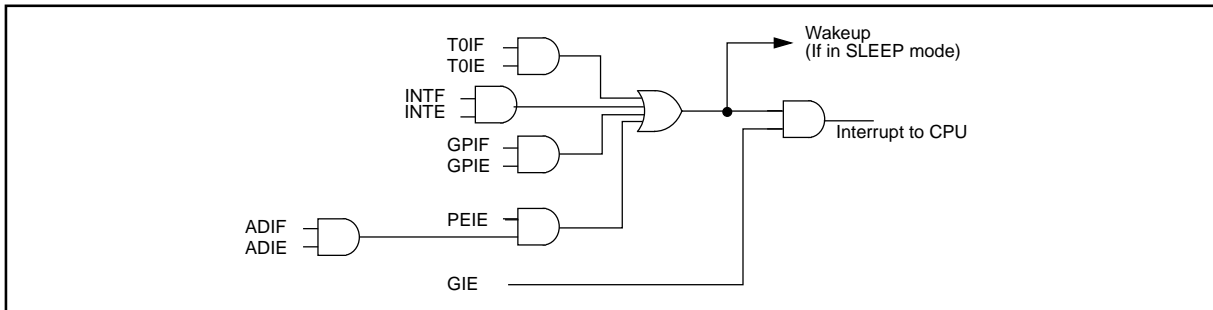 T0IF
T0IE
Wakeup
(If in SLEEP mode)
INTF
INTE
Interrupt to CPU
GPIF
GPIE
PEIE
ADIF
ADIE
GIE